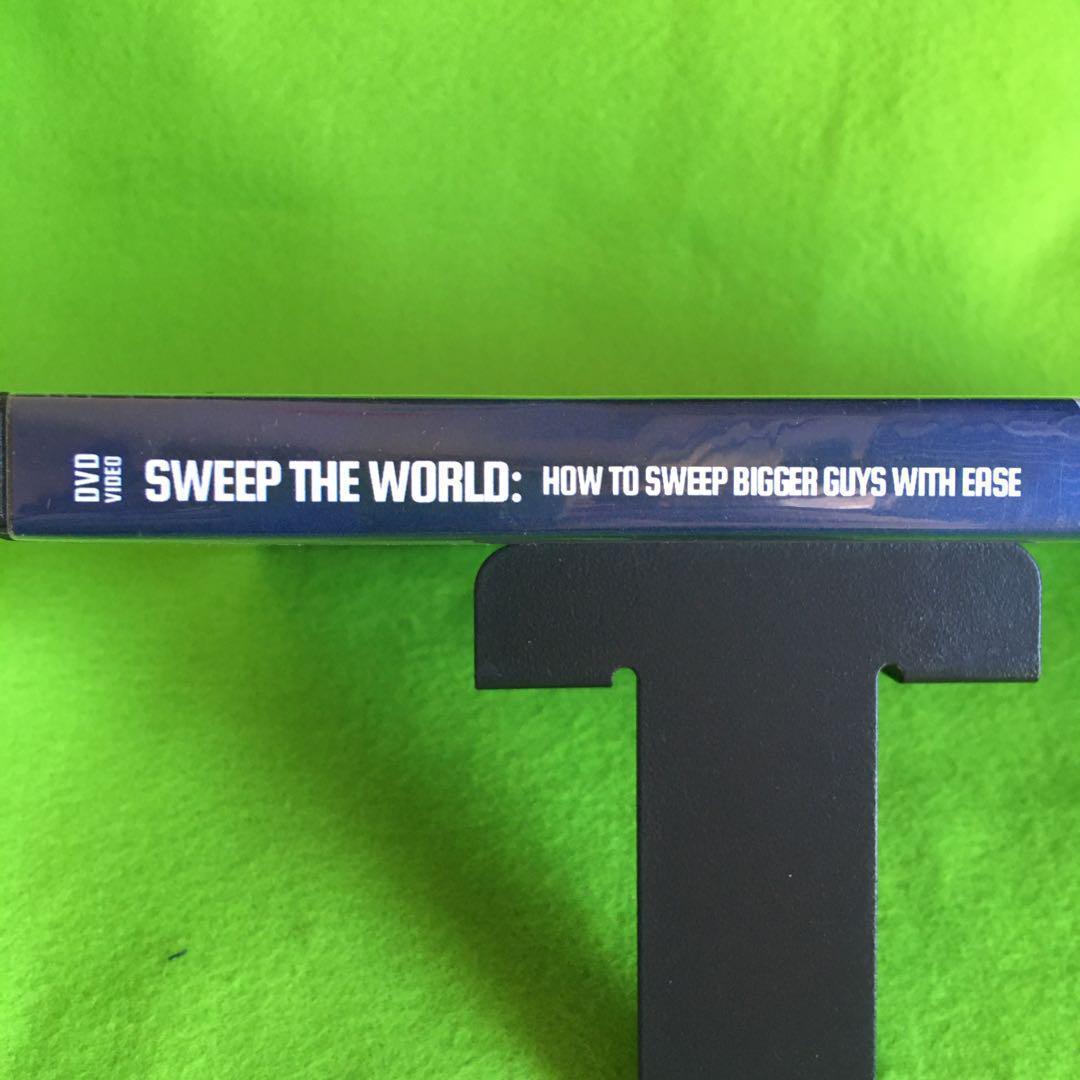 DVD
VIDEO
SWEEP THE WORLD: HOW TO SWEEP BIGGER GUYS WITH EASE